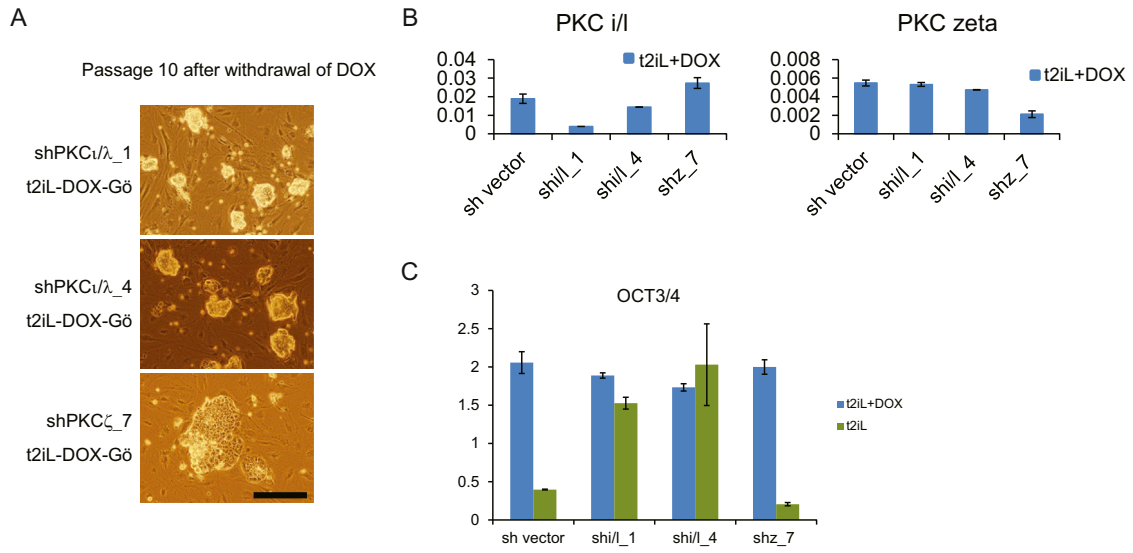 A
Passage 10 after withdrawal of DOX
shPKCι/λ_1
t2iL-DOX-Gö
shPKCι/λ_4
t2iL-DOX-Gö
shPKCζ_7
t2iL-DOX-Gö
B
PKC i/l
t2iL+DOX
0.04
0.03
0.02
0.01
0
sh vector
shi/l_1
shi/l_4
shz_7
PKC zeta
t2iL+DOX
0.008
0.006
0.004
0.002
0
sh vector
shi/l_1
shi/l_4
shz_7
C
OCT3/4
3
2.5
2
1.5
1
0.5
0
sh vector
shi/l_1
shi/l_4
shz_7
t2iL+DOX
t2iL